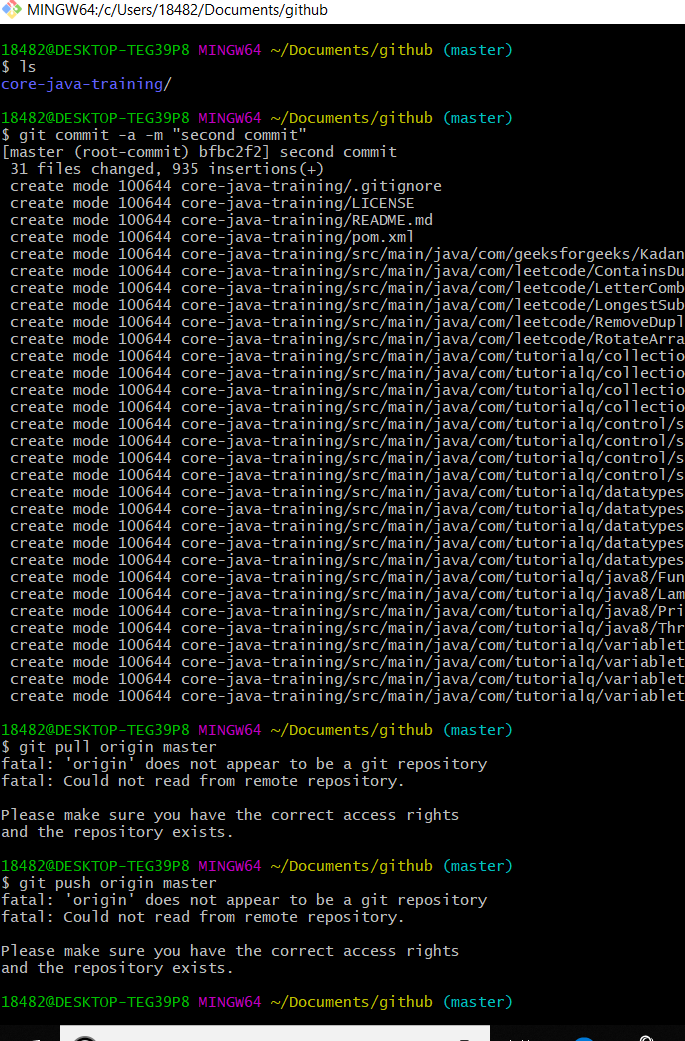 MINGW64:/c/Users/18482/Documents/github
18482@DESKTOP-TEG39P8 MINGW64 ~/Documents/github (master)
$ ls
core-java-training/
18482@DESKTOP-TEG39P8 MINGW64 ~/Documents/github (master)
$ git commit -a -m "second commit"
[master (root-commit) bfbc2f2] second commit
 31 files changed, 935 insertions(+)
 create mode 100644 core-java-training/.gitignore
 create mode 100644 core-java-training/LICENSE
 create mode 100644 core-java-training/README.md
 create mode 100644 core-java-training/pom.xml
 create mode 100644 core-java-training/src/main/java/com/geeksforgeeks/Kadan
 create mode 100644 core-java-training/src/main/java/com/leetcode/ContainsDu
 create mode 100644 core-java-training/src/main/java/com/leetcode/LetterComb
 create mode 100644 core-java-training/src/main/java/com/leetcode/LongestSub
 create mode 100644 core-java-training/src/main/java/com/leetcode/RemoveDupl
 create mode 100644 core-java-training/src/main/java/com/leetcode/RotateArra
 create mode 100644 core-java-training/src/main/java/com/tutorialq/collectio
 create mode 100644 core-java-training/src/main/java/com/tutorialq/collectio
 create mode 100644 core-java-training/src/main/java/com/tutorialq/collectio
 create mode 100644 core-java-training/src/main/java/com/tutorialq/collectio
 create mode 100644 core-java-training/src/main/java/com/tutorialq/control/s
 create mode 100644 core-java-training/src/main/java/com/tutorialq/control/s
 create mode 100644 core-java-training/src/main/java/com/tutorialq/control/s
 create mode 100644 core-java-training/src/main/java/com/tutorialq/control/s
 create mode 100644 core-java-training/src/main/java/com/tutorialq/datatypes
 create mode 100644 core-java-training/src/main/java/com/tutorialq/datatypes
 create mode 100644 core-java-training/src/main/java/com/tutorialq/datatypes
 create mode 100644 core-java-training/src/main/java/com/tutorialq/datatypes
 create mode 100644 core-java-training/src/main/java/com/tutorialq/datatypes
 create mode 100644 core-java-training/src/main/java/com/tutorialq/java8/Fun
 create mode 100644 core-java-training/src/main/java/com/tutorialq/java8/Lam
 create mode 100644 core-java-training/src/main/java/com/tutorialq/java8/Pri
 create mode 100644 core-java-training/src/main/java/com/tutorialq/java8/Thr
 create mode 100644 core-java-training/src/main/java/com/tutorialq/variablet
 create mode 100644 core-java-training/src/main/java/com/tutorialq/variablet
 create mode 100644 core-java-training/src/main/java/com/tutorialq/variablet
 create mode 100644 core-java-training/src/main/java/com/tutorialq/variablet
18482@DESKTOP-TEG39P8 MINGW64 ~/Documents/github (master)
$ git pull origin master
fatal: 'origin' does not appear to be a git repository
fatal: Could not read from remote repository.
Please make sure you have the correct access rights
and the repository exists.
18482@DESKTOP-TEG39P8 MINGW64 ~/Documents/github (master)
$ git push origin master
fatal: 'origin' does not appear to be a git repository
fatal: Could not read from remote repository.
Please make sure you have the correct access rights
and the repository exists.
18482@DESKTOP-TEG39P8 MINGW64 ~/Documents/github (master)